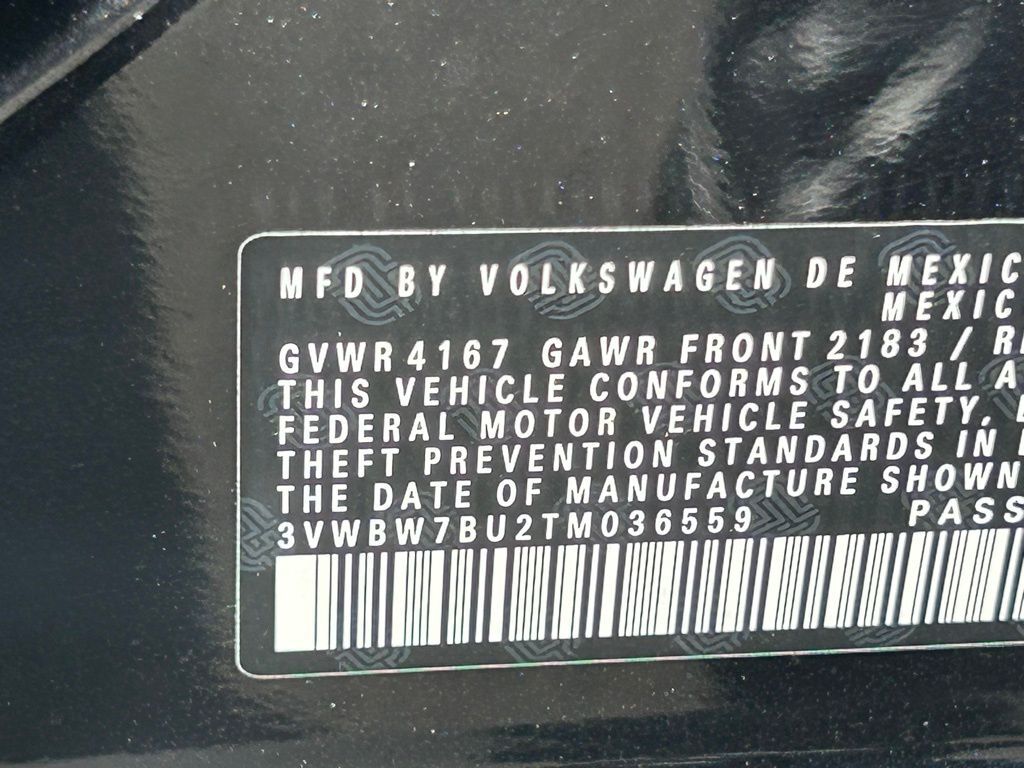 MFD BY VOLKSWAGEN DE MEXIC
MEXIC
GVWR 4167 GAWR FRONT 2183 / R
THIS VEHICLE CONFORMS TO ALL A
FEDERAL MOTOR VEHICLE SAFETY,
THEFT PREVENTION STANDARDS IN
THE DATE OF MANUFACTURE SHOWN
3VWBW7BU2TM036559 PASS